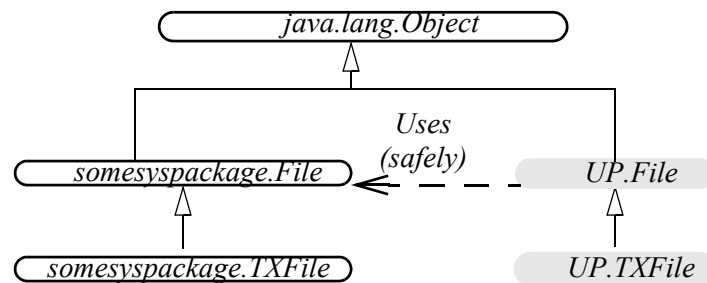 java.lang.Object
Uses
(safely)
somesyspackage.File
UP.File
somesyspackage.TXFile
UP.TXFile